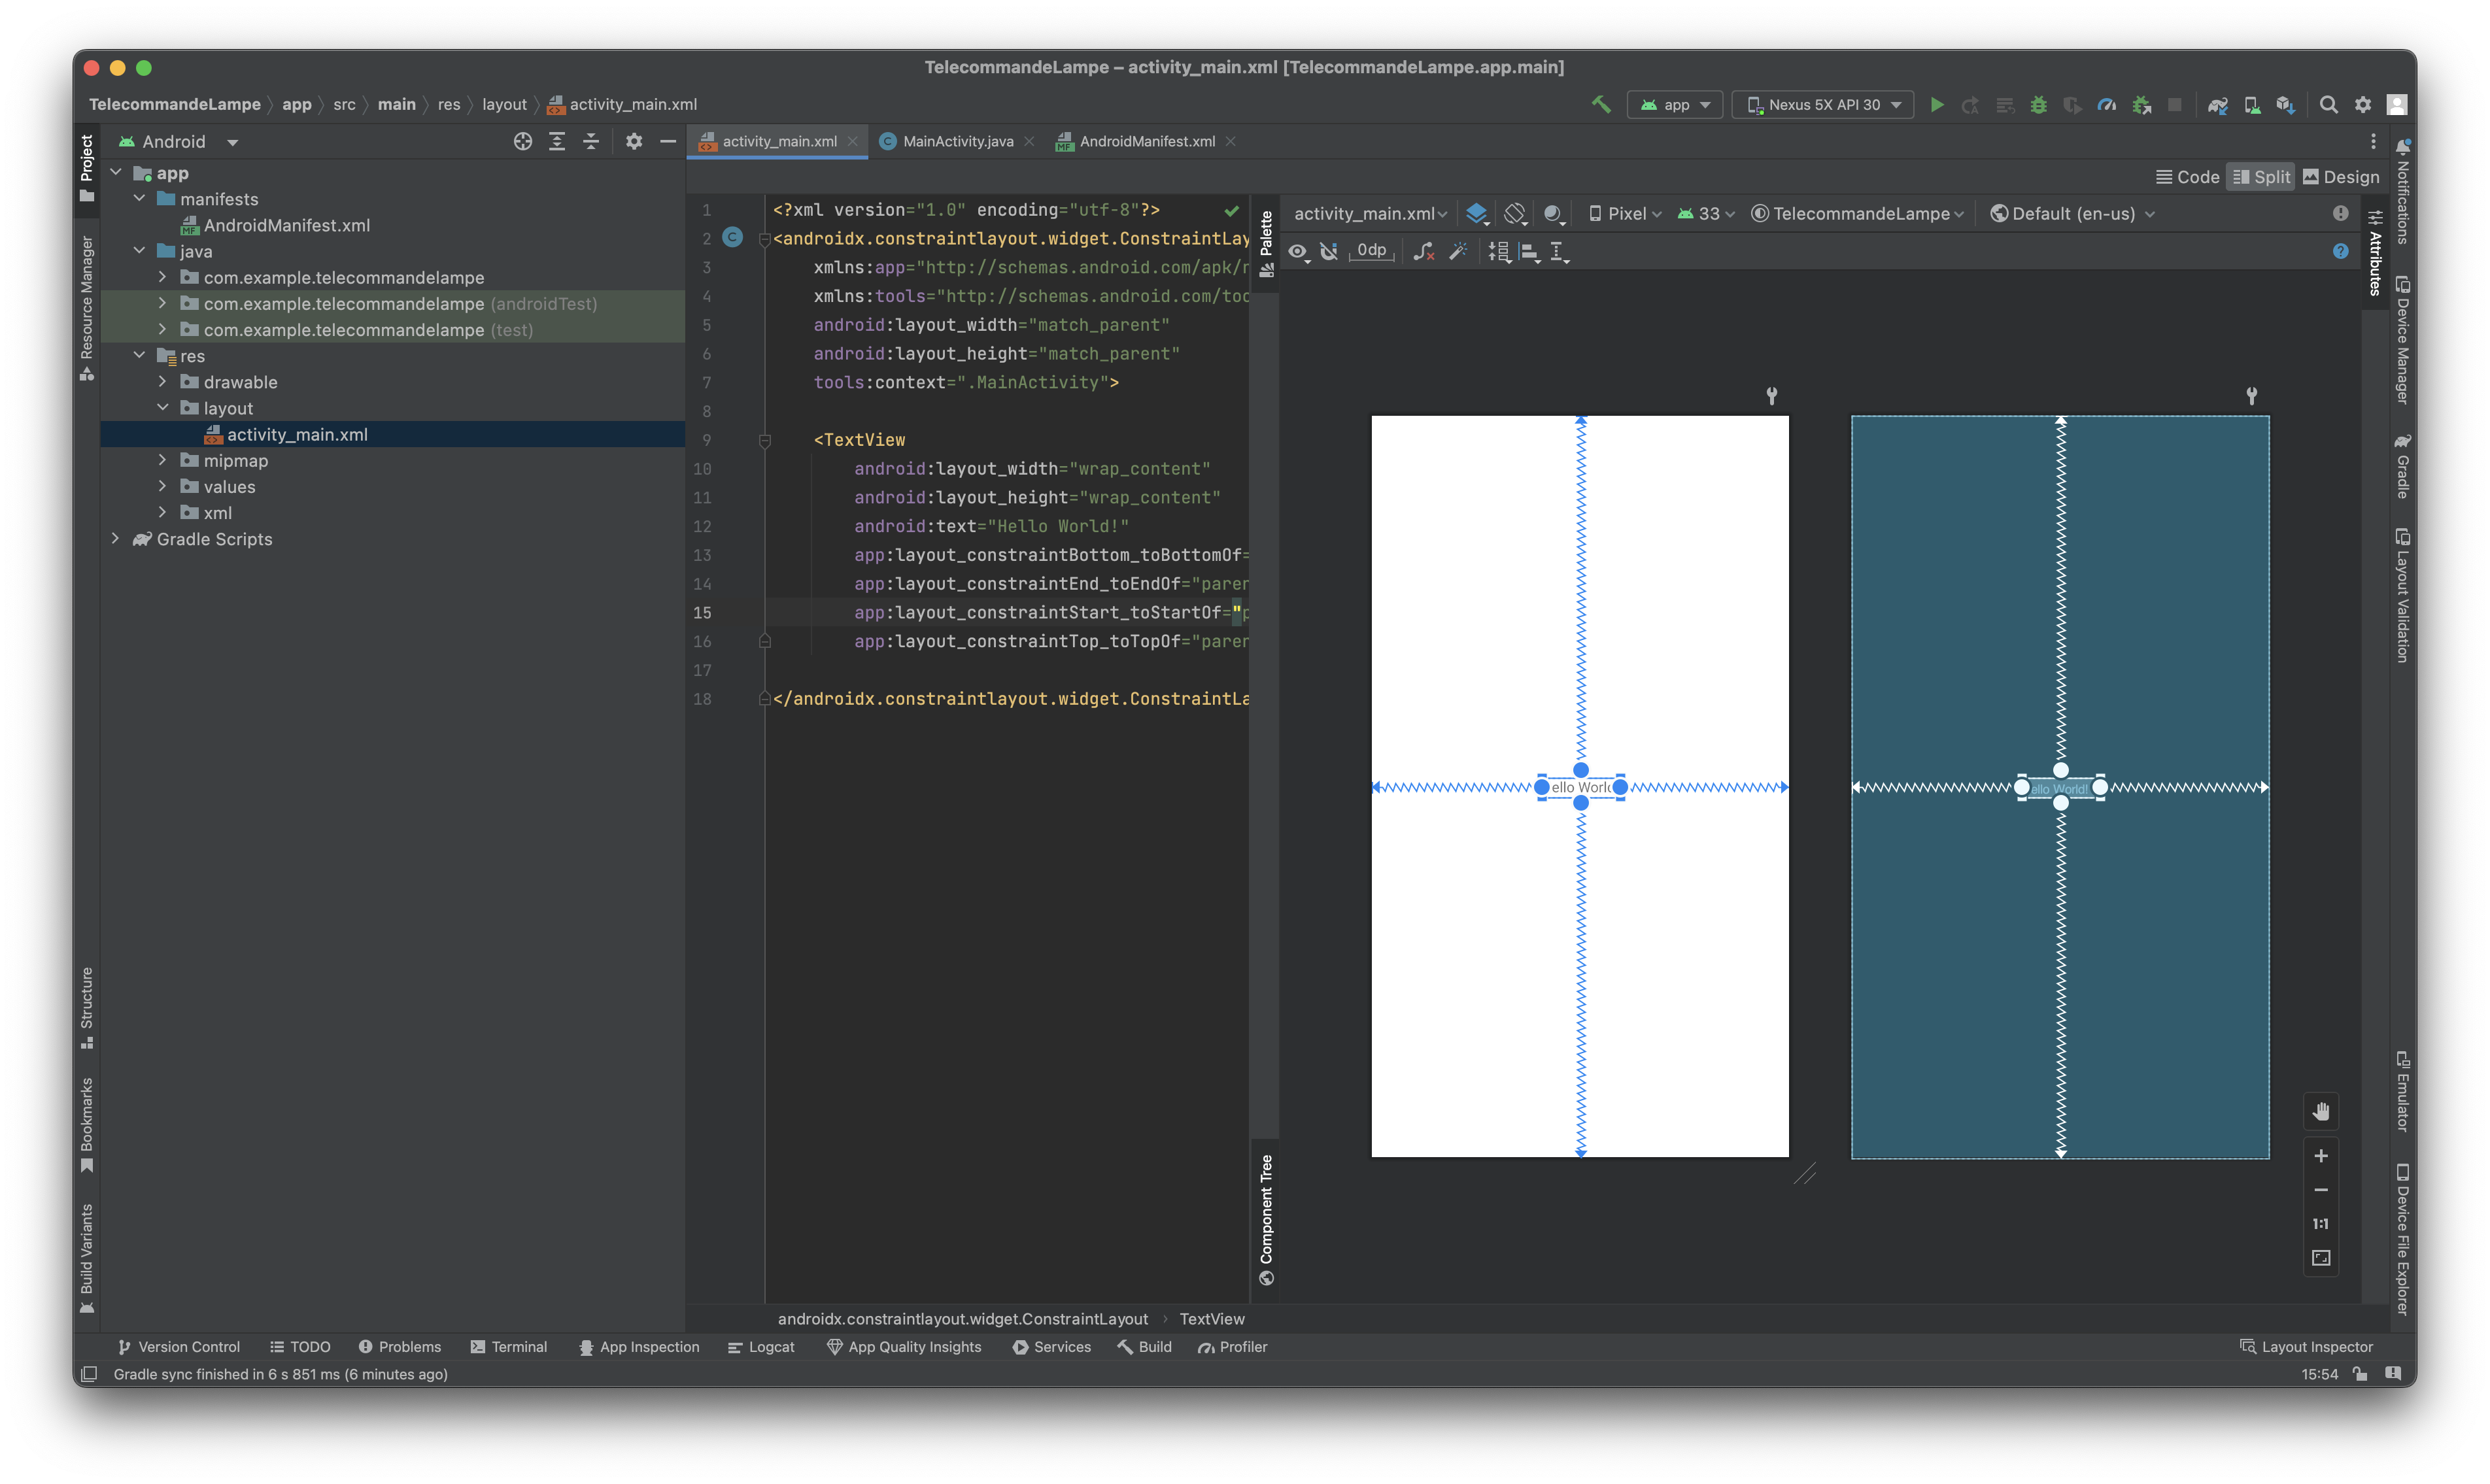 TelecommandeLampe – activity_main.xml [TelecommandeLampe.app.main]
TelecommandeLampe app src main res layout activity_main.xml
app Nexus 5X API 30
Project
Resource Manager
Structure
Bookmarks
Build Variants
Android
app
manifests
AndroidManifest.xml
java
com.example.telecommandelampe
com.example.telecommandelampe (androidTest)
com.example.telecommandelampe (test)
res
drawable
layout
activity_main.xml
mipmap
values
xml
Gradle Scripts
activity_main.xml MainActivity.java AndroidManifest.xml
Code Split Design
1 <?xml version="1.0" encoding="utf-8"?>
2 <androidx.constraintlayout.widget.ConstraintLay
3 xmlns:app="http://schemas.android.com/apk/r
4 xmlns:tools="http://schemas.android.com/too
5 android:layout_width="match_parent"
6 android:layout_height="match_parent"
7 tools:context=".MainActivity">
8
9 <TextView
10 android:layout_width="wrap_content"
11 android:layout_height="wrap_content"
12 android:text="Hello World!"
13 app:layout_constraintBottom_toBottomOf=
14 app:layout_constraintEnd_toEndOf="paren
15 app:layout_constraintStart_toStartOf="p
16 app:layout_constraintTop_toTopOf="paren
17
18 </androidx.constraintlayout.widget.ConstraintLa
Palette
Component Tree
activity_main.xml Pixel 33 TelecommandeLampe Default (en-us)
0dp
ello World
ello World!
1:1
Attributes
Notifications
Device Manager
Gradle
Layout Validation
Emulator
Device File Explorer
androidx.constraintlayout.widget.ConstraintLayout TextView
Version Control TODO Problems Terminal App Inspection Logcat App Quality Insights Services Build Profiler Layout Inspector
Gradle sync finished in 6 s 851 ms (6 minutes ago) 15:54